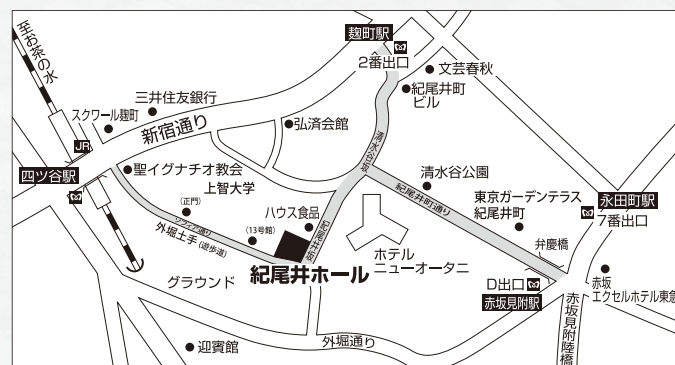 至お茶の水
麹町駅
2番出口
文芸春秋
紀尾井町
ビル
三井住友銀行
スクワール麹町
新宿通り
弘済会館
清水谷坂
JR
四ツ谷駅
聖イグナチオ教会
上智大学
清水谷公園
紀尾井町通り
東京ガーデンテラス
紀尾井町
永田町駅
7番出口
(正門)
ソフィア通り
外堀土手(遊歩道)
(13号館)
ハウス食品
紀尾井坂
ホテル
ニューオータニ
弁慶橋
グラウンド
紀尾井ホール
D出口
赤坂見附駅
赤坂
エクセルホテル東急
赤坂見附陸橋
外堀通り
迎賓館